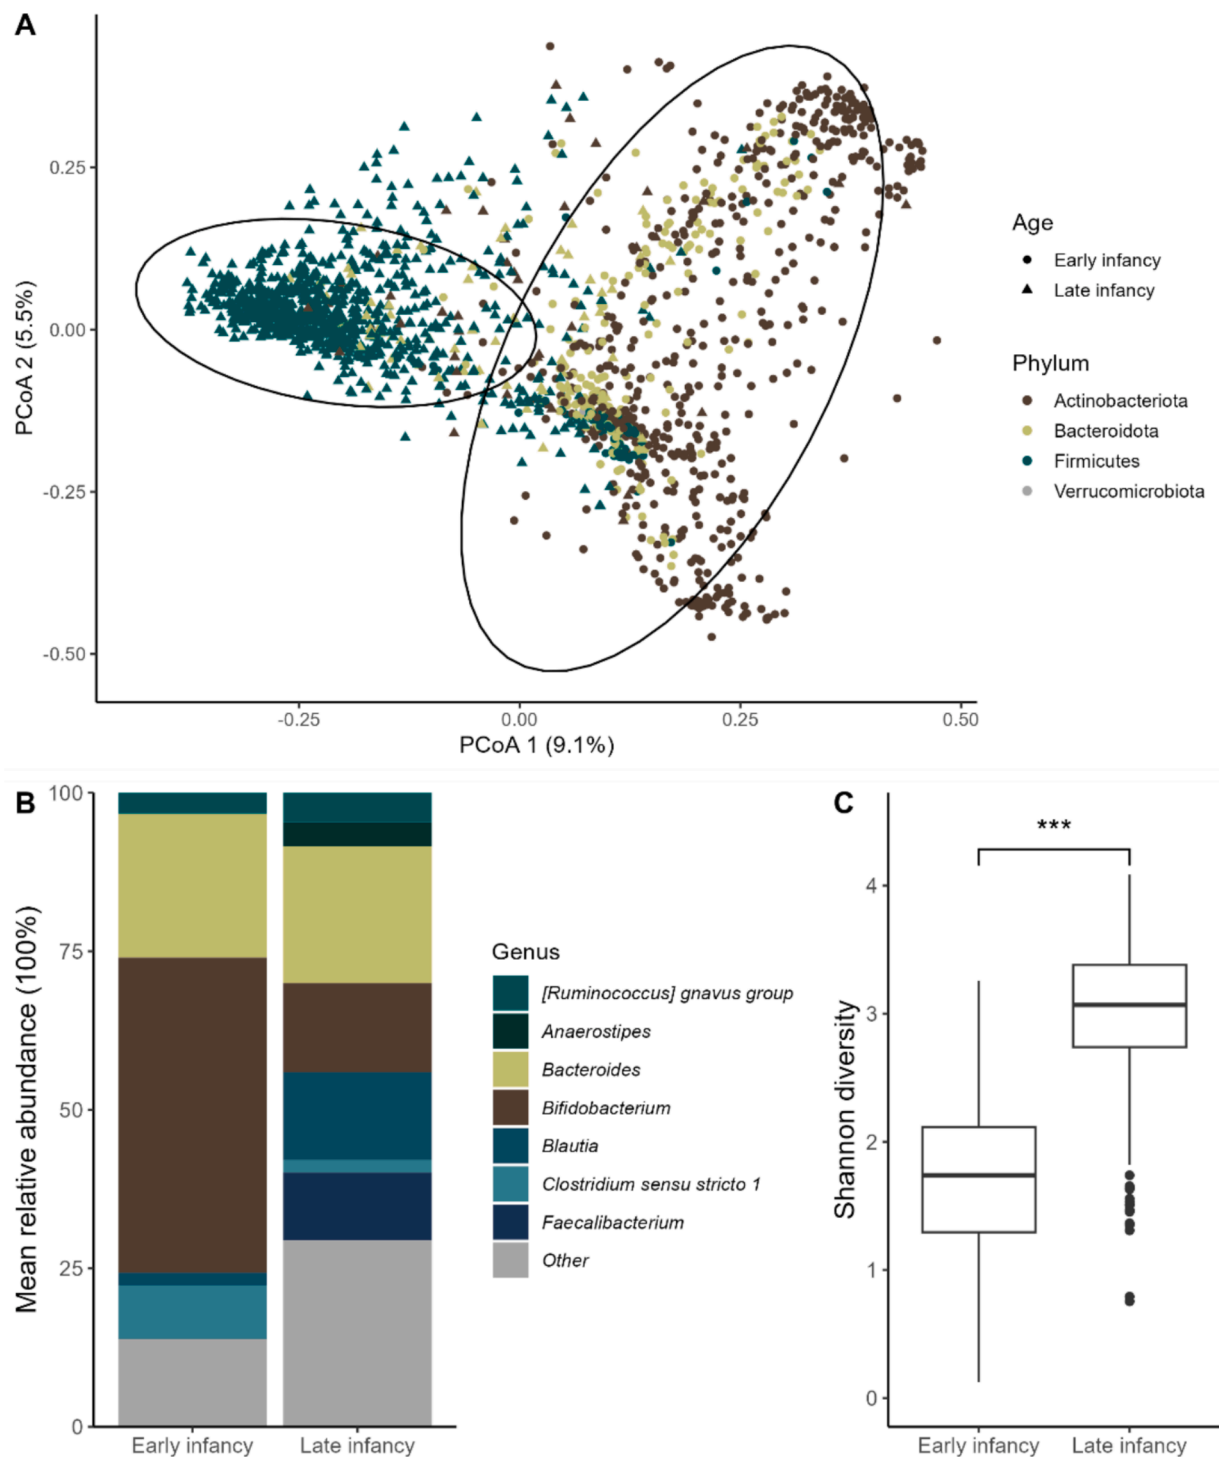 A
0.25
0.00
-0.25
-0.50
PCoA 2 (5.5%)
-0.25
0.00
0.25
0.50
PCoA 1 (9.1%)
Age
Early infancy
Late infancy
Phylum
Actinobacteriota
Bacteroidota
Firmicutes
Verrucomicrobiota
B
100
75
50
25
0
Mean relative abundance (100%)
Early infancy
Late infancy
Genus
[Ruminococcus] gnavus group
Anaerostipes
Bacteroides
Bifidobacterium
Blautia
Clostridium sensu stricto 1
Faecalibacterium
Other
C
***
4
3
2
1
0
Shannon diversity
Early infancy
Late infancy